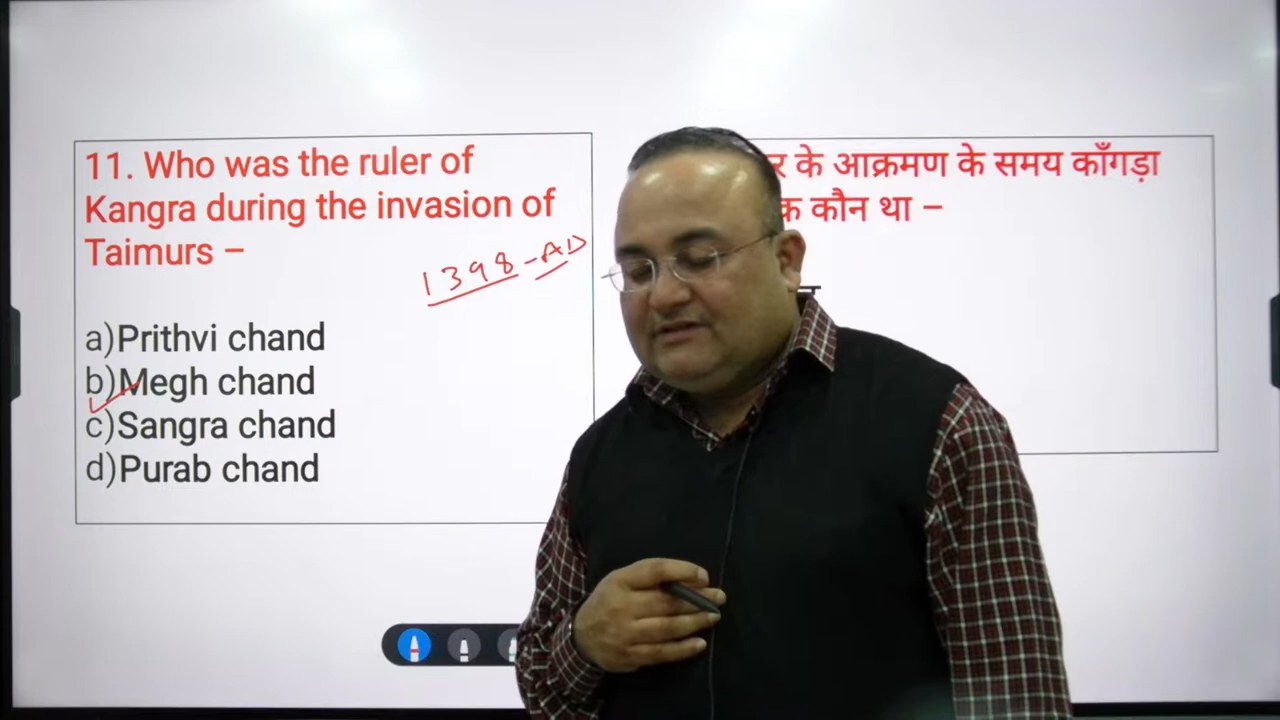 11. Who was the ruler of
Kangra during the invasion of
Taimurs –
1398-AD
a)Prithvi chand
b)Megh chand
c)Sangra chand
d)Purab chand
के आक्रमण के समय काँगड़ा
कौन था –